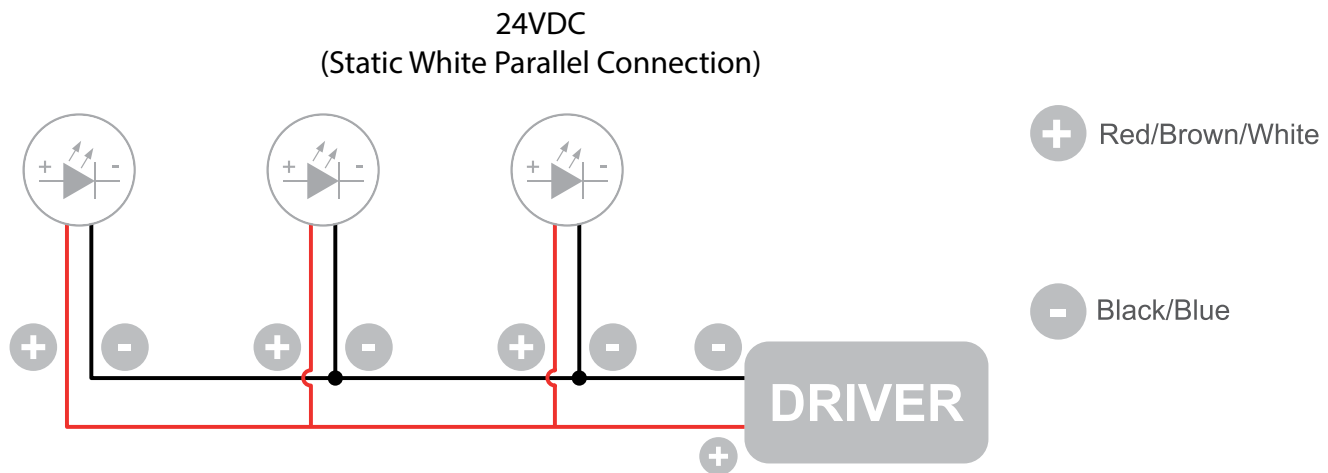 24VDC
(Static White Parallel Connection)
+ -
+ -
+ -
+ Red/Brown/White
+ -
+ -
+ -
-
- Black/Blue
DRIVER
+